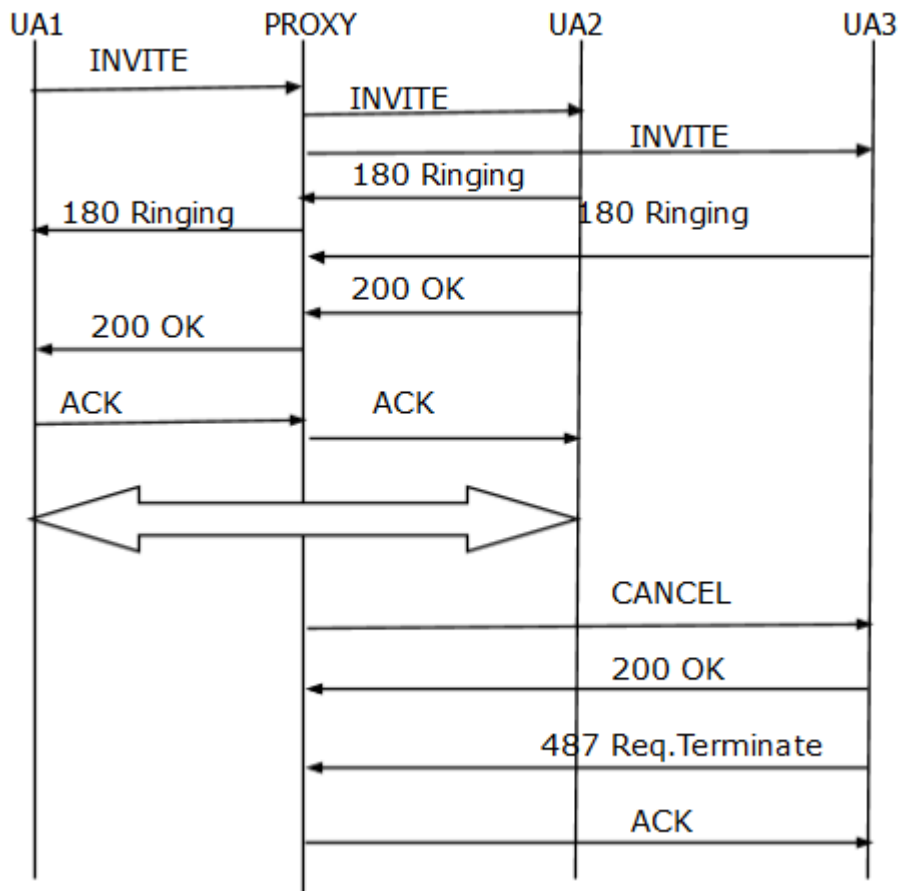 UA1 PROXY UA2 UA3
INVITE
INVITE
INVITE
180 Ringing
180 Ringing 180 Ringing
200 OK
200 OK
ACK ACK
CANCEL
200 OK
487 Req.Terminate
ACK